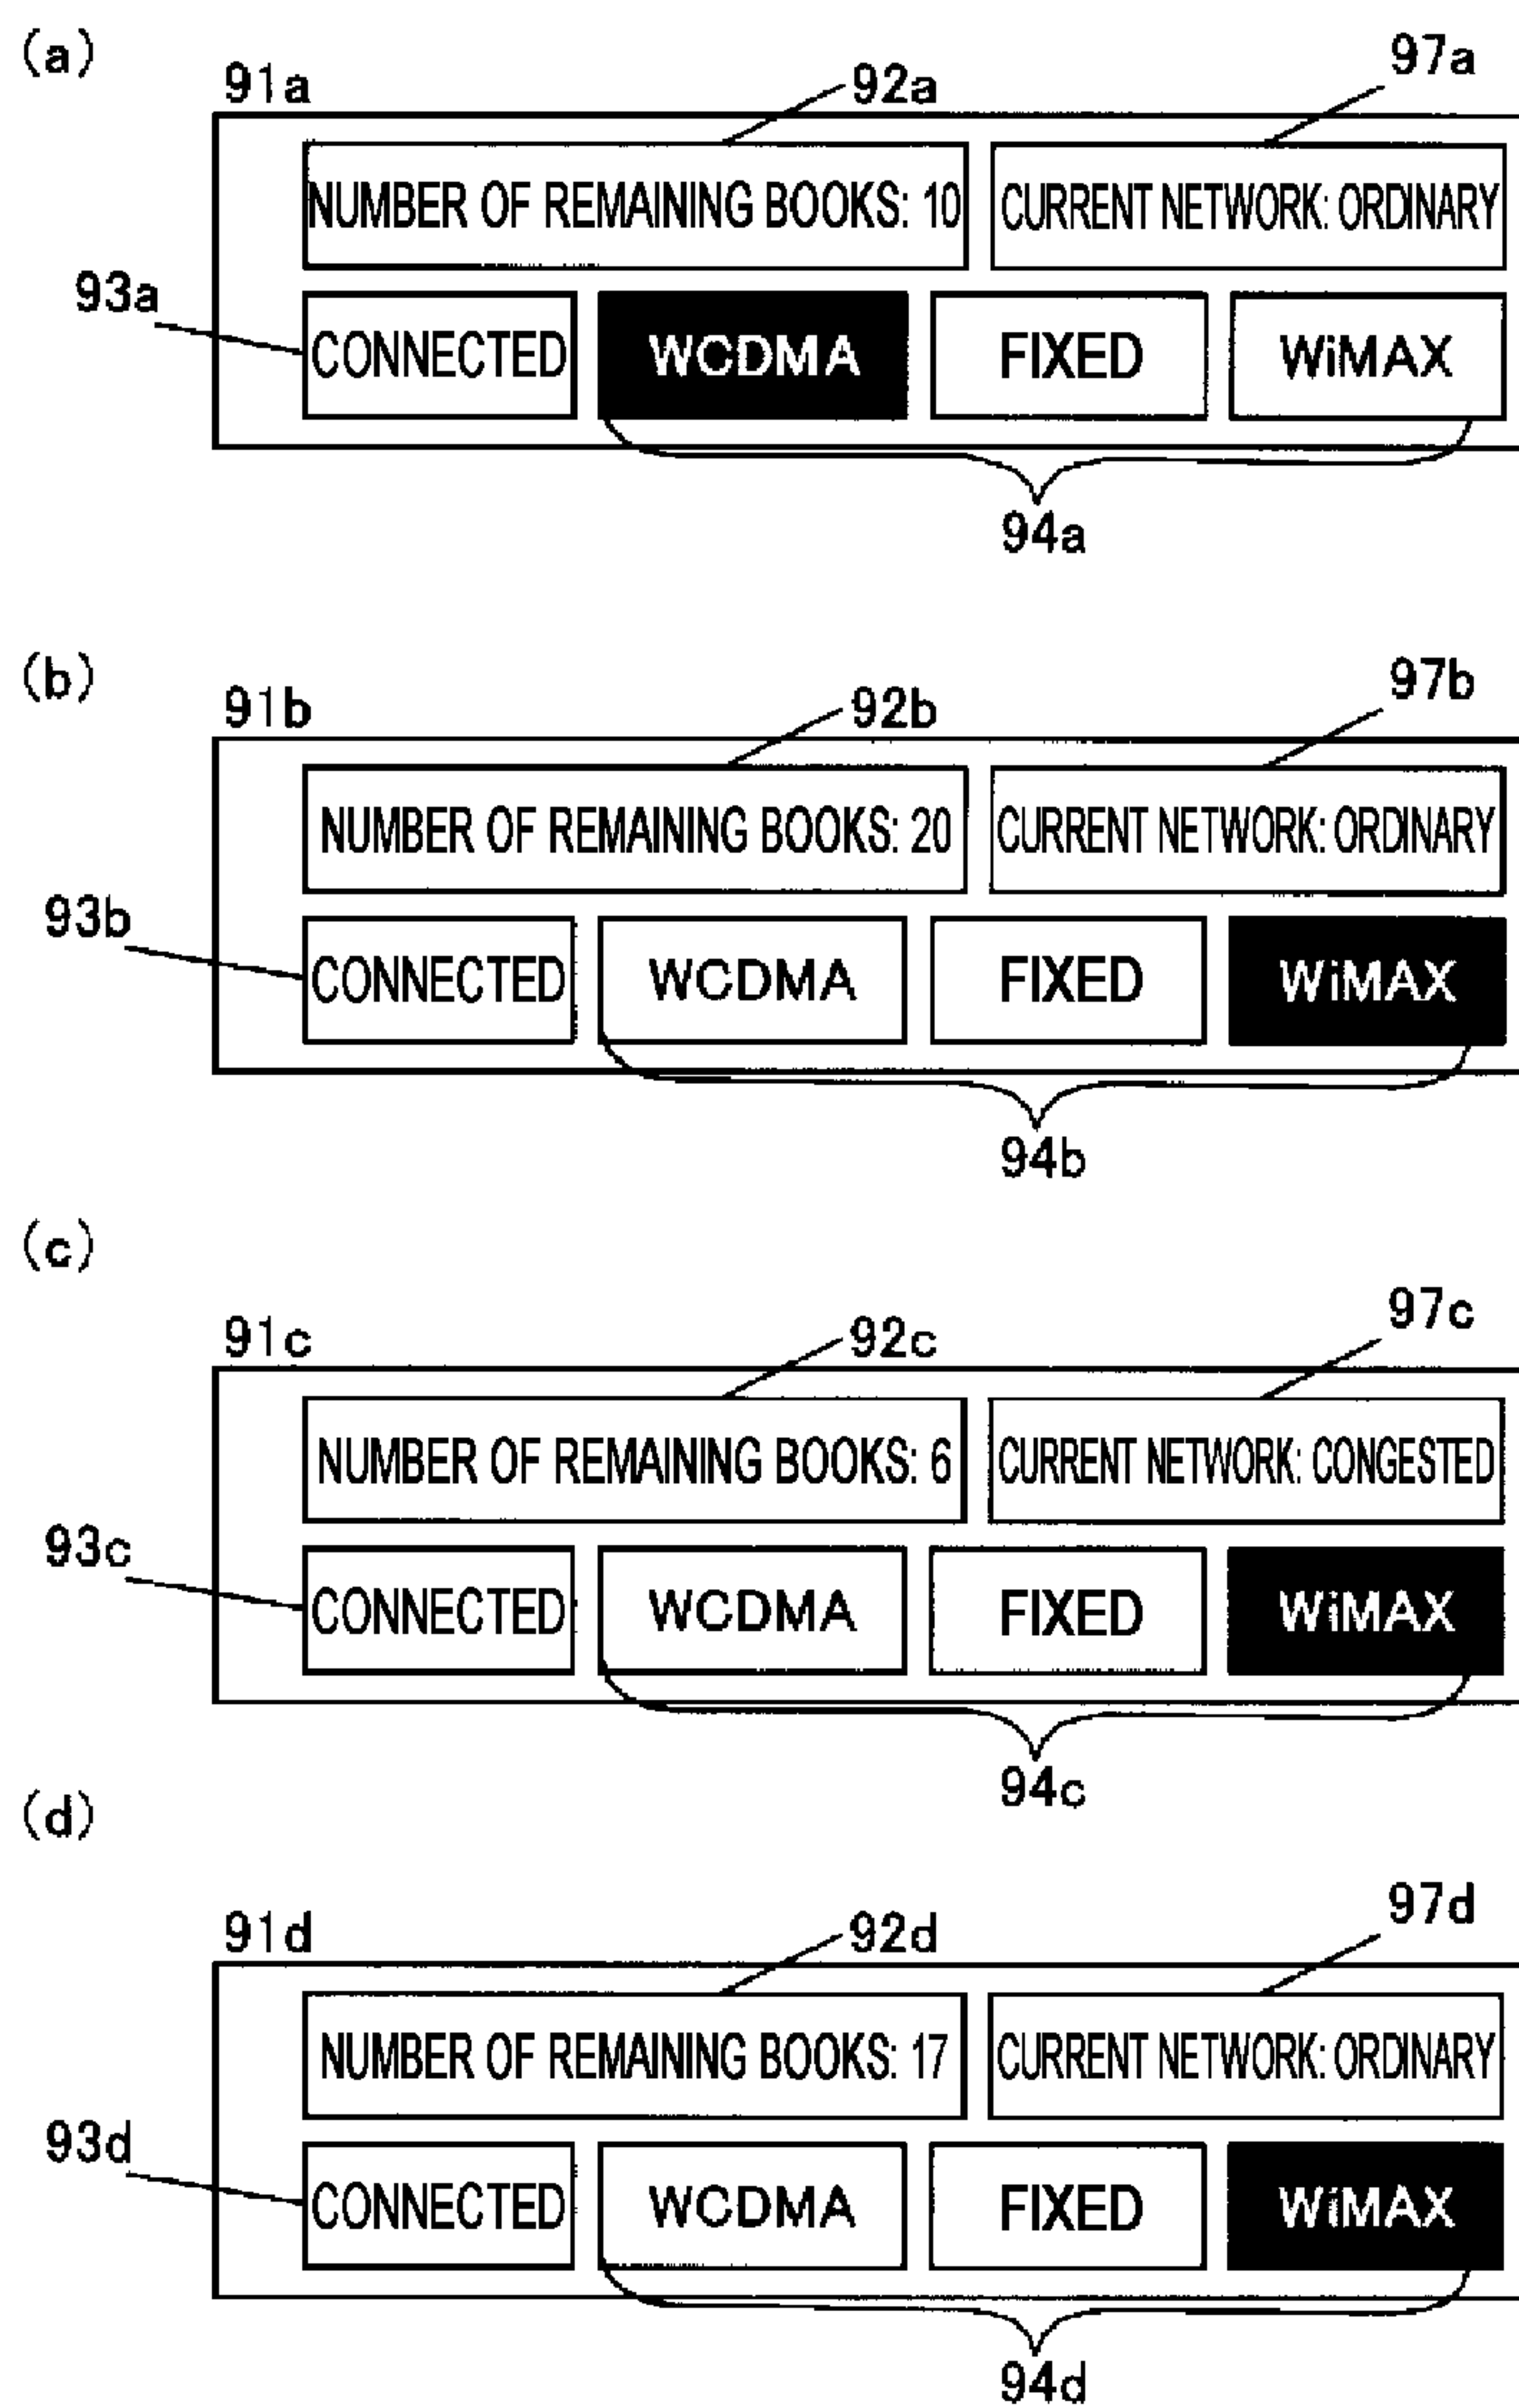 (a)
91a 92a 97a
NUMBER OF REMAINING BOOKS: 10 CURRENT NETWORK: ORDINARY
93a
CONNECTED WCDMA FIXED WiMAX
94a
(b)
91b 92b 97b
NUMBER OF REMAINING BOOKS: 20 CURRENT NETWORK: ORDINARY
93b
CONNECTED WCDMA FIXED WiMAX
94b
(c)
91c 92c 97c
NUMBER OF REMAINING BOOKS: 6 CURRENT NETWORK: CONGESTED
93c
CONNECTED WCDMA FIXED WiMAX
94c
(d)
91d 92d 97d
NUMBER OF REMAINING BOOKS: 17 CURRENT NETWORK: ORDINARY
93d
CONNECTED WCDMA FIXED WiMAX
94d